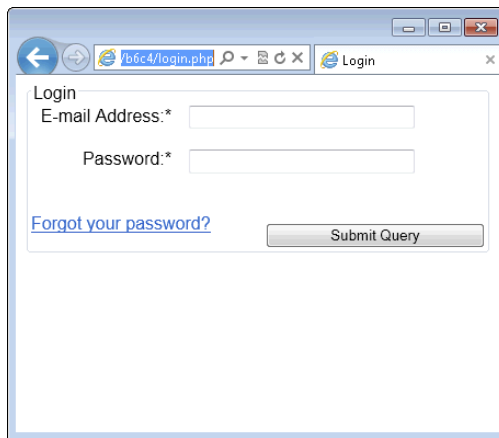 /b6c4/login.php
Login
Login
E-mail Address:*
Password:*
Forgot your password?
Submit Query